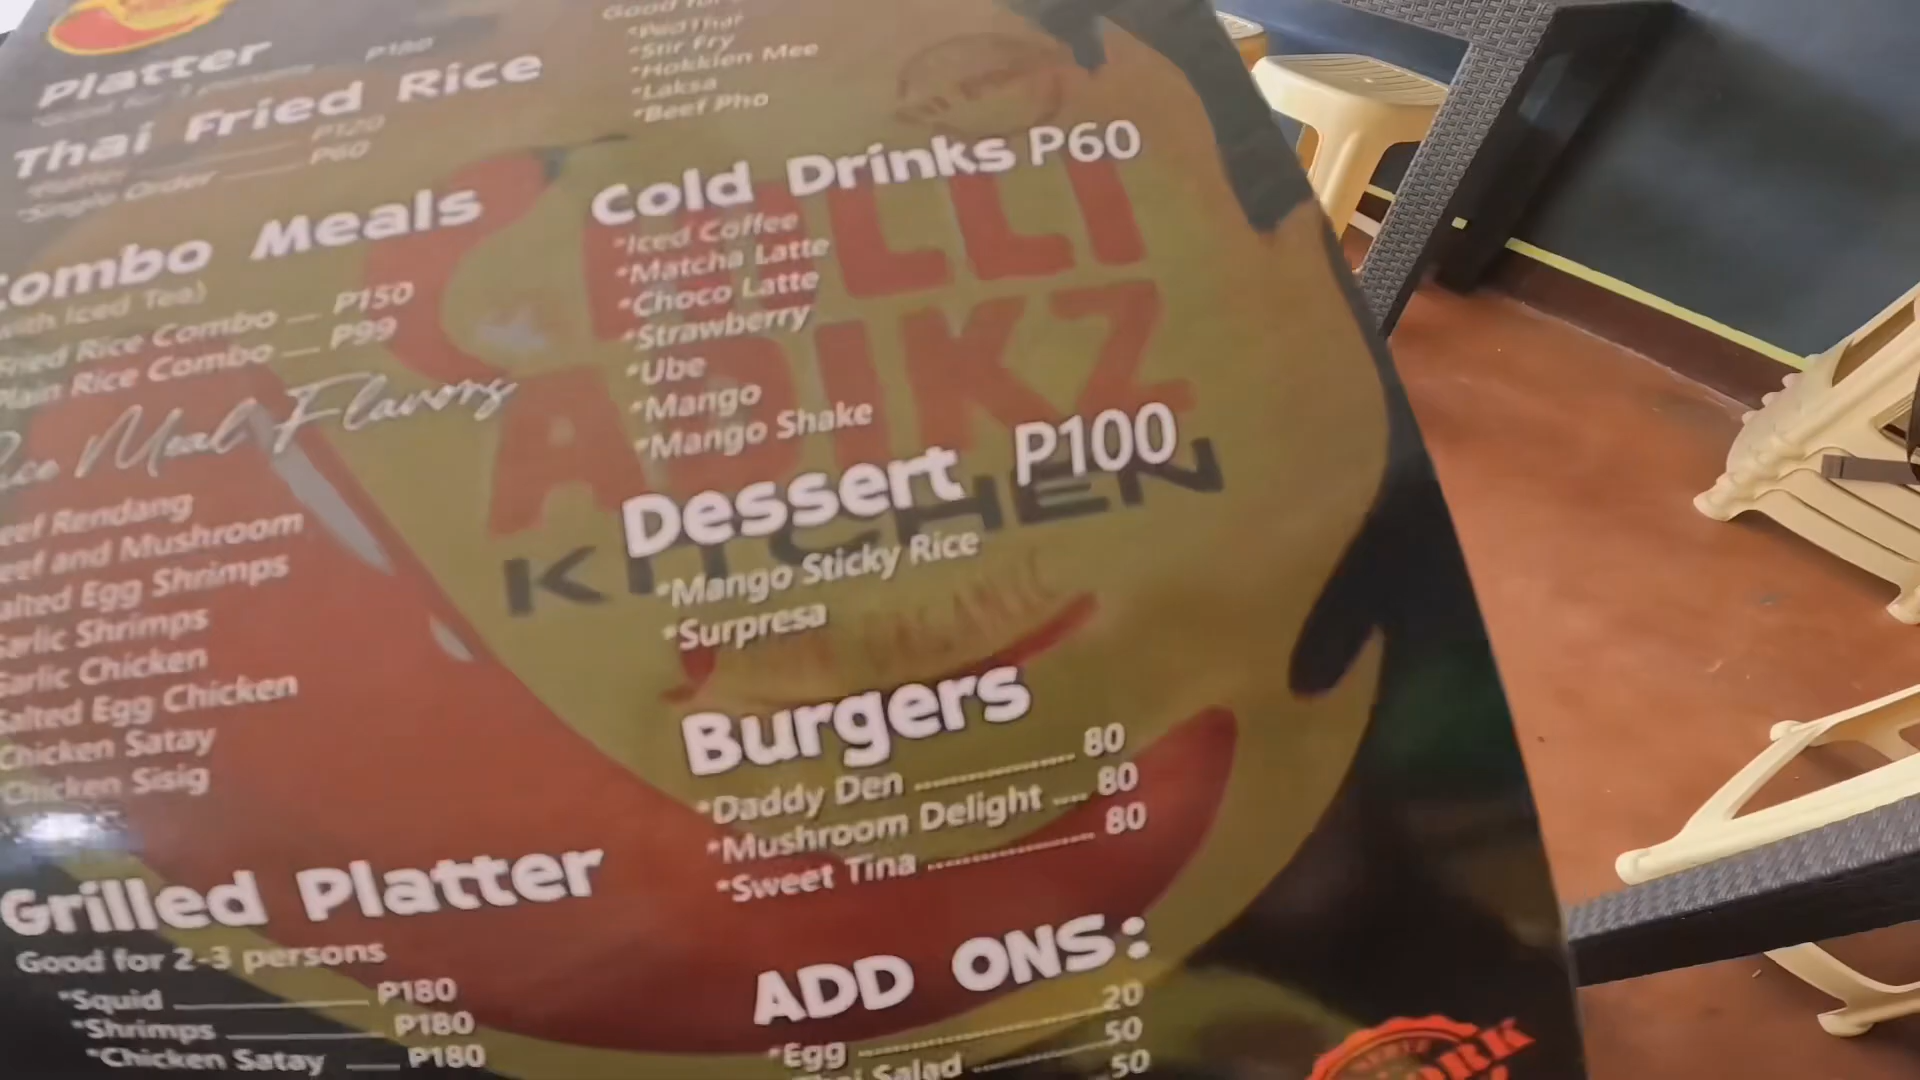 Platter
P180
Thai Fried Rice
P120
*Single Order P60
Combo Meals
with Iced Tea)
Fried Rice Combo P150
Plain Rice Combo P99
Meal Flavors
Beef Rendang
Beef and Mushroom
Salted Egg Shrimps
Garlic Shrimps
Garlic Chicken
Salted Egg Chicken
Chicken Satay
Chicken Sisig
Grilled Platter
Good for 2-3 persons
*Squid P180
*Shrimps P180
*Chicken Satay P180
Good for
*Stir Fry
*Hokkien Mee
*Laksa
*Beef Pho
Cold Drinks P60
*Iced Coffee
*Matcha Latte
*Choco Latte
*Strawberry
*Ube
*Mango
*Mango Shake
Dessert P100
*Mango Sticky Rice
*Surpresa
Burgers
*Daddy Den 80
*Mushroom Delight 80
*Sweet Tina 80
ADD ONS:
*Egg 20
Salad 50
50
ADIKZ
KITCHEN